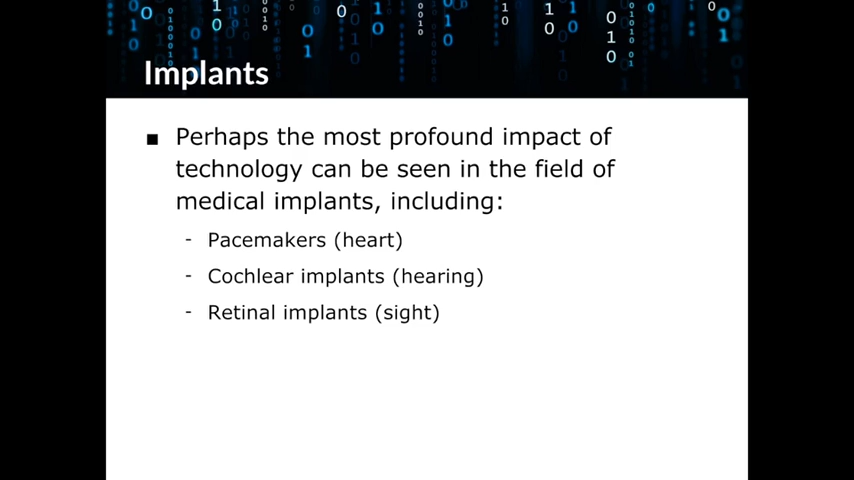 Implants
■ Perhaps the most profound impact of
technology can be seen in the field of
medical implants, including:
- Pacemakers (heart)
- Cochlear implants (hearing)
- Retinal implants (sight)